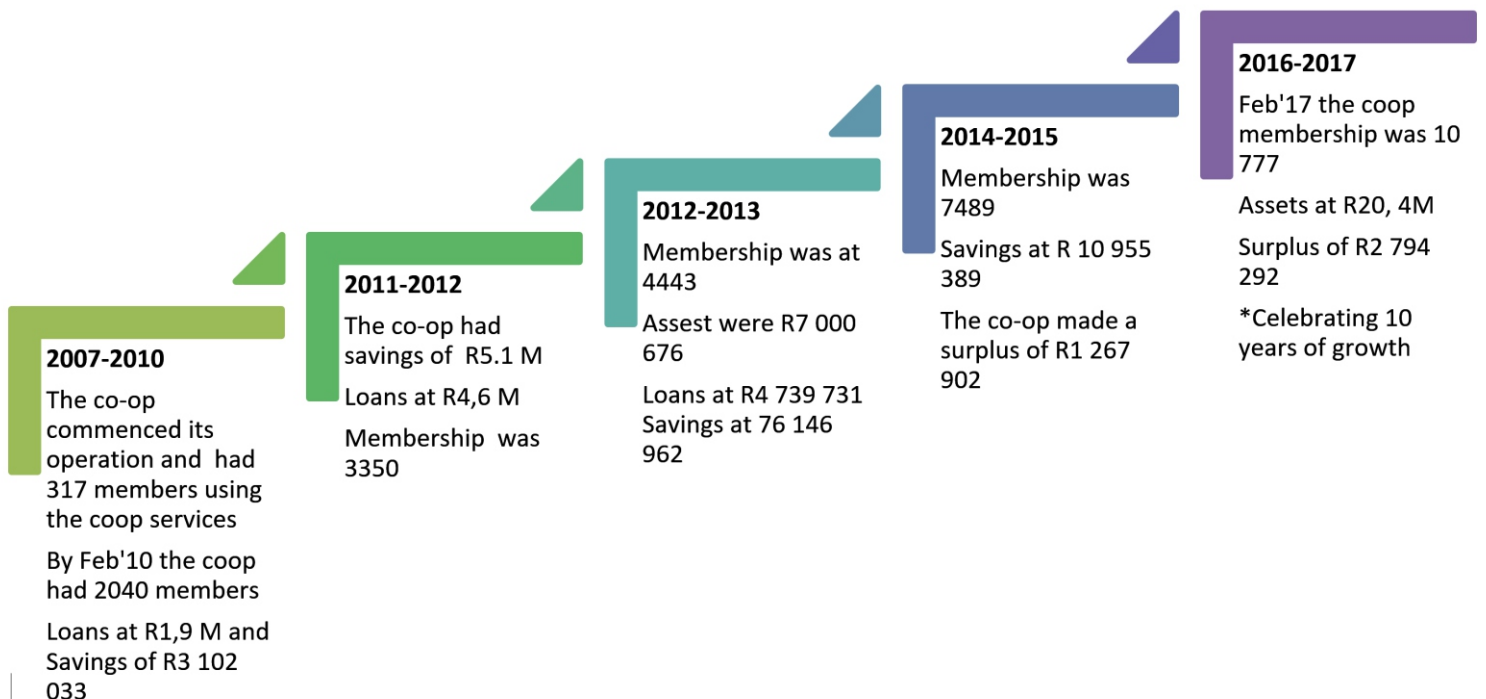 2007-2010
The co-op
commenced its
operation and had
317 members using
the coop services
By Feb'10 the coop
had 2040 members
Loans at R1,9 M and
Savings of R3 102
033
2011-2012
The co-op had
savings of R5.1 M
Loans at R4,6 M
Membership was
3350
2012-2013
Membership was at
4443
Assest were R7 000
676
Loans at R4 739 731
Savings at 76 146
962
2014-2015
Membership was
7489
Savings at R 10 955
389
The co-op made a
surplus of R1 267
902
2016-2017
Feb'17 the coop
membership was 10
777
Assets at R20, 4M
Surplus of R2 794
292
*Celebrating 10
years of growth